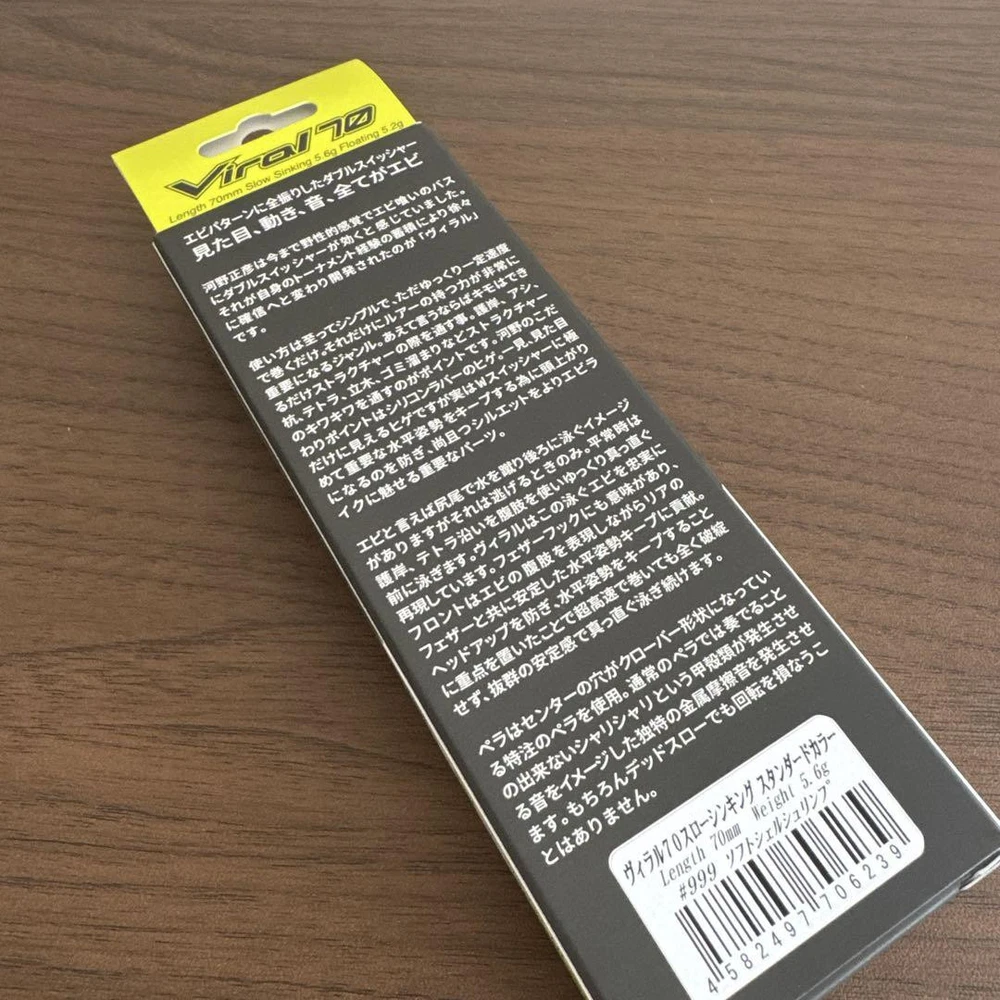 Viral 70
Length 70mm Slow Sinking 5.6g Floating 5.2g
エビパターンに全振りしたダブルスイッシャー
見た目、動き、音、全てがエビ
河野正彦は今まで野性的感覚でエビ喰いのバス
にダブルスイッシャーが効くと感じていました。
それが自身のトーナメント経験の蓄積により徐々
に確信へと変わり開発されたのが「ヴィラル」
です。
使い方は至ってシンプルで、ただゆっくり一定速度
で巻くだけ。それだけにルアーの持つ力が非常に
重要になるジャンル。あえて言うならばキモはでき
るだけストラクチャーの際を通す事。護岸、アシ、
杭、テトラ、立木、ゴミ溜まりなどストラクチャー
のキワキワを通すのがポイントです。河野のこだ
わりポイントはシリコンラバーのヒゲ。一見、見た目
だけに見えるヒゲですが実はWスイッシャーに極
めて重要な水平姿勢をキープする為に頭上がり
になるのを防ぎ、尚且つシルエットをよりエビラ
イクに魅せる重要なパーツ。
エビと言えば尻尾で水を蹴り後ろに泳ぐイメージ
がありますがそれは逃げるときのみ。平常時は
護岸、テトラ沿いを腹肢を使いゆっくり真っ直ぐ
前に泳ぎます。ヴィラルはこの泳ぐエビを忠実に
再現しています。フェザーフックにも意味があり、
フロントはエビの腹肢を表現しながらリアの
フェザーと共に安定した水平姿勢キープに貢献。
ヘッドアップを防ぎ、水平姿勢をキープすること
に重点を置いたことで超高速で巻いても全く破綻
せず、抜群の安定感で真っ直ぐ泳ぎ続けます。
ペラはセンターの穴がクローバー形状になってい
る特注のペラを使用。通常のペラでは奏でること
の出来ないシャリシャリという甲殻類が発生させ
る音をイメージした独特の金属摩擦音を発生させ
ます。もちろんデッドスローでも回転を損なうこ
とはありません。
ヴィラル70スローシンキング スタンダードカラー
Length 70mm Weight 5.6g
#999 ソフトシェルシュリンプ
4 582497 706239